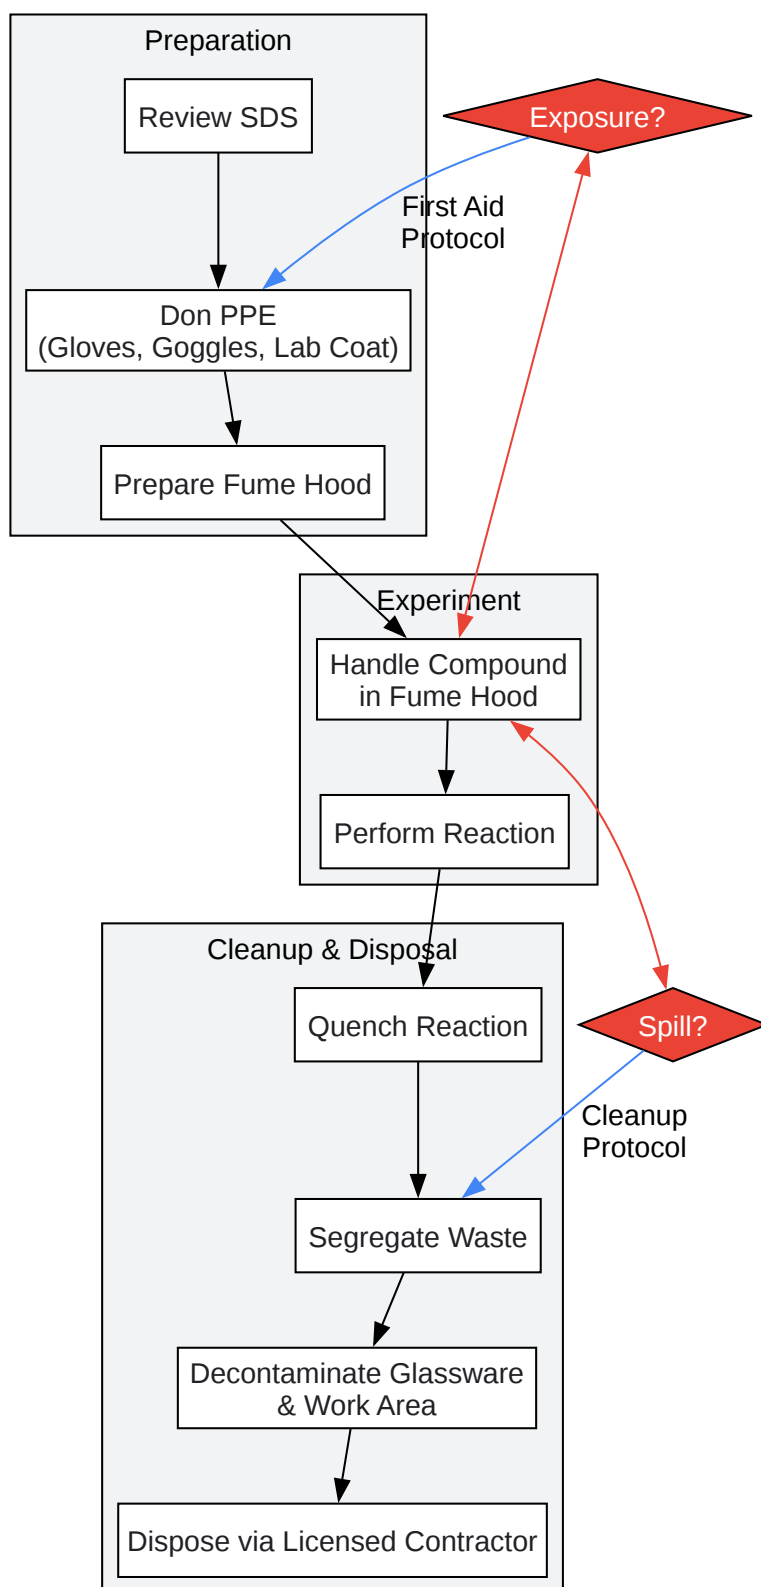 Preparation
Review SDS
Exposure?
First Aid
Protocol
Don PPE
(Gloves, Goggles, Lab Coat)
Prepare Fume Hood
Experiment
Handle Compound
in Fume Hood
Perform Reaction
Cleanup & Disposal
Quench Reaction
Spill?
Cleanup
Protocol
Segregate Waste
Decontaminate Glassware
& Work Area
Dispose via Licensed Contractor